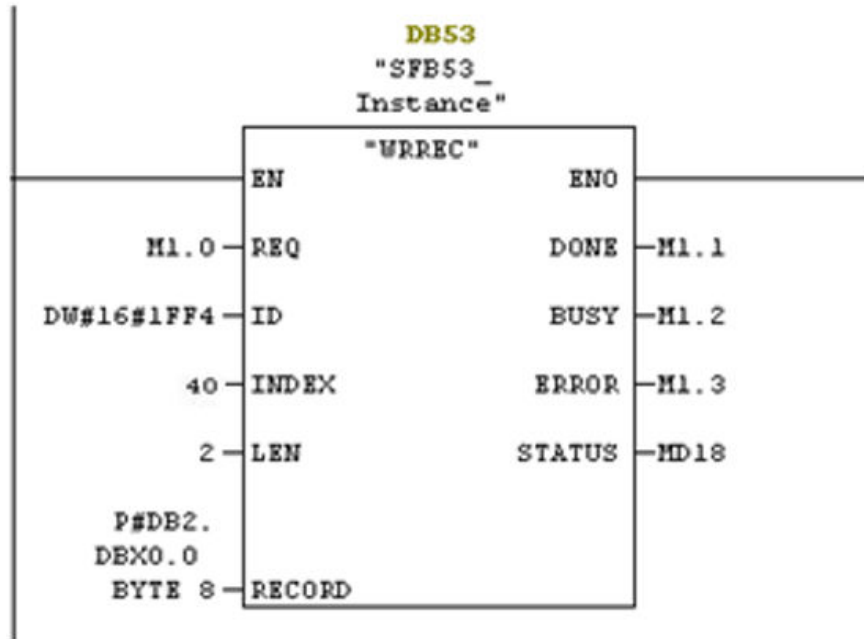 DB53
"SFB53_
Instance"
"WRREC"
EN ENO
M1.0 REQ DONE M1.1
DW#16#1FF4 ID BUSY M1.2
40 INDEX ERROR M1.3
2 LEN STATUS MD18
P#DB2.
DBX0.0
BYTE 8 RECORD